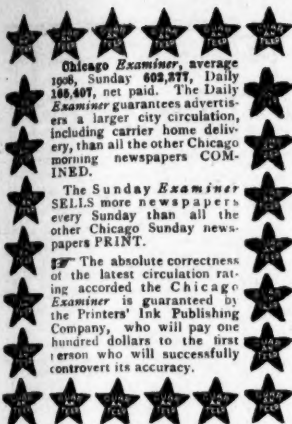 Chicago Examiner, average
1908, Sunday 602,377, Daily
165,407, net paid. The Daily
Examiner guarantees advertis-
ers a larger city circulation,
including carrier home deliv-
ery, than all the other Chicago
morning newspapers COM-
INED.
The Sunday Examiner
SELLS more newspapers
every Sunday than all the
other Chicago Sunday news-
papers PRINT.
☞ The absolute correctness
of the latest circulation rat-
ing accorded the Chicago
Examiner is guaranteed by
the Printers' Ink Publishing
Company, who will pay one
hundred dollars to the first
erson who will successfully
controvert its accuracy.